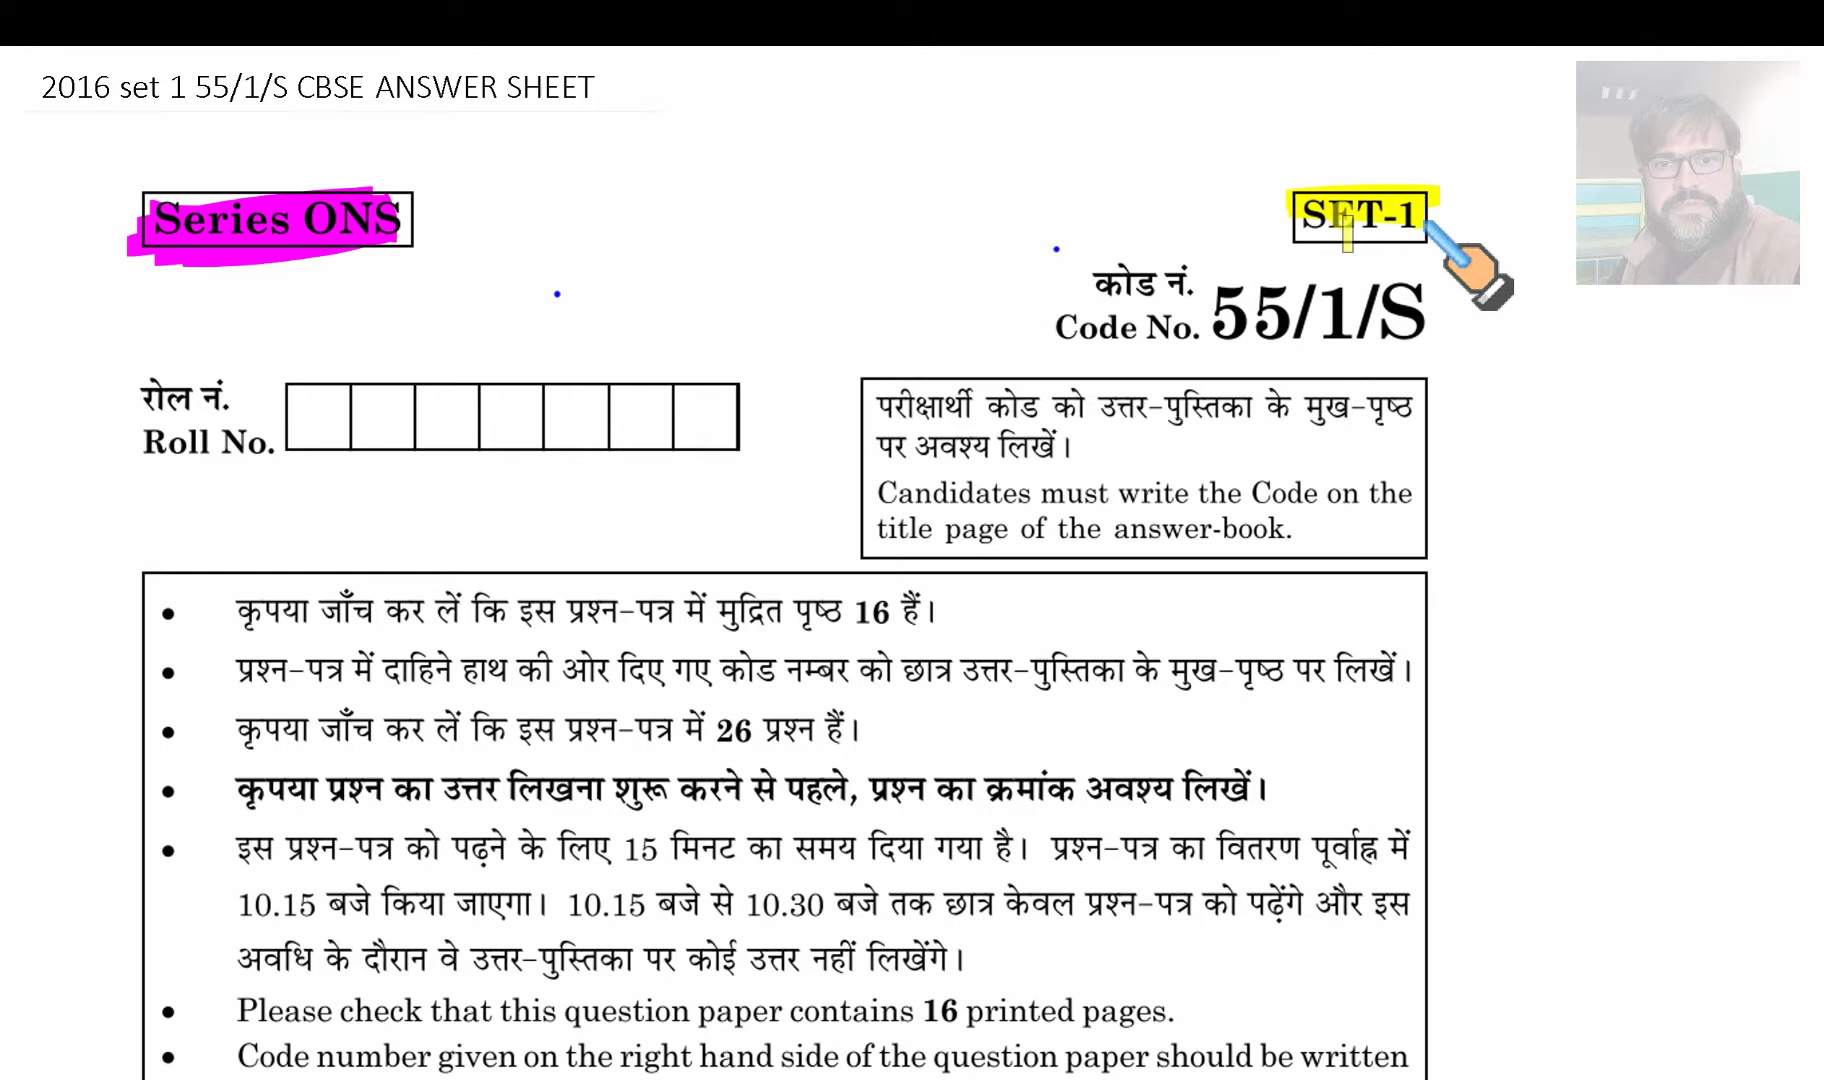 2016 set 1 55/1/S CBSE ANSWER SHEET
Series ONS
SET-1
कोड नं.
Code No. 55/1/S
रोल नं.
Roll No.
परीक्षार्थी कोड को उत्तर-पुस्तिका के मुख-पृष्ठ
पर अवश्य लिखें।
Candidates must write the Code on the
title page of the answer-book.
• कृपया जाँच कर लें कि इस प्रश्न-पत्र में मुद्रित पृष्ठ 16 हैं।
• प्रश्न-पत्र में दाहिने हाथ की ओर दिए गए कोड नम्बर को छात्र उत्तर-पुस्तिका के मुख-पृष्ठ पर लिखें।
• कृपया जाँच कर लें कि इस प्रश्न-पत्र में 26 प्रश्न हैं।
• कृपया प्रश्न का उत्तर लिखना शुरू करने से पहले, प्रश्न का क्रमांक अवश्य लिखें।
• इस प्रश्न-पत्र को पढ़ने के लिए 15 मिनट का समय दिया गया है। प्रश्न-पत्र का वितरण पूर्वाह्न में
10.15 बजे किया जाएगा। 10.15 बजे से 10.30 बजे तक छात्र केवल प्रश्न-पत्र को पढ़ेंगे और इस
अवधि के दौरान वे उत्तर-पुस्तिका पर कोई उत्तर नहीं लिखेंगे।
• Please check that this question paper contains 16 printed pages.
• Code number given on the right hand side of the question paper should be written